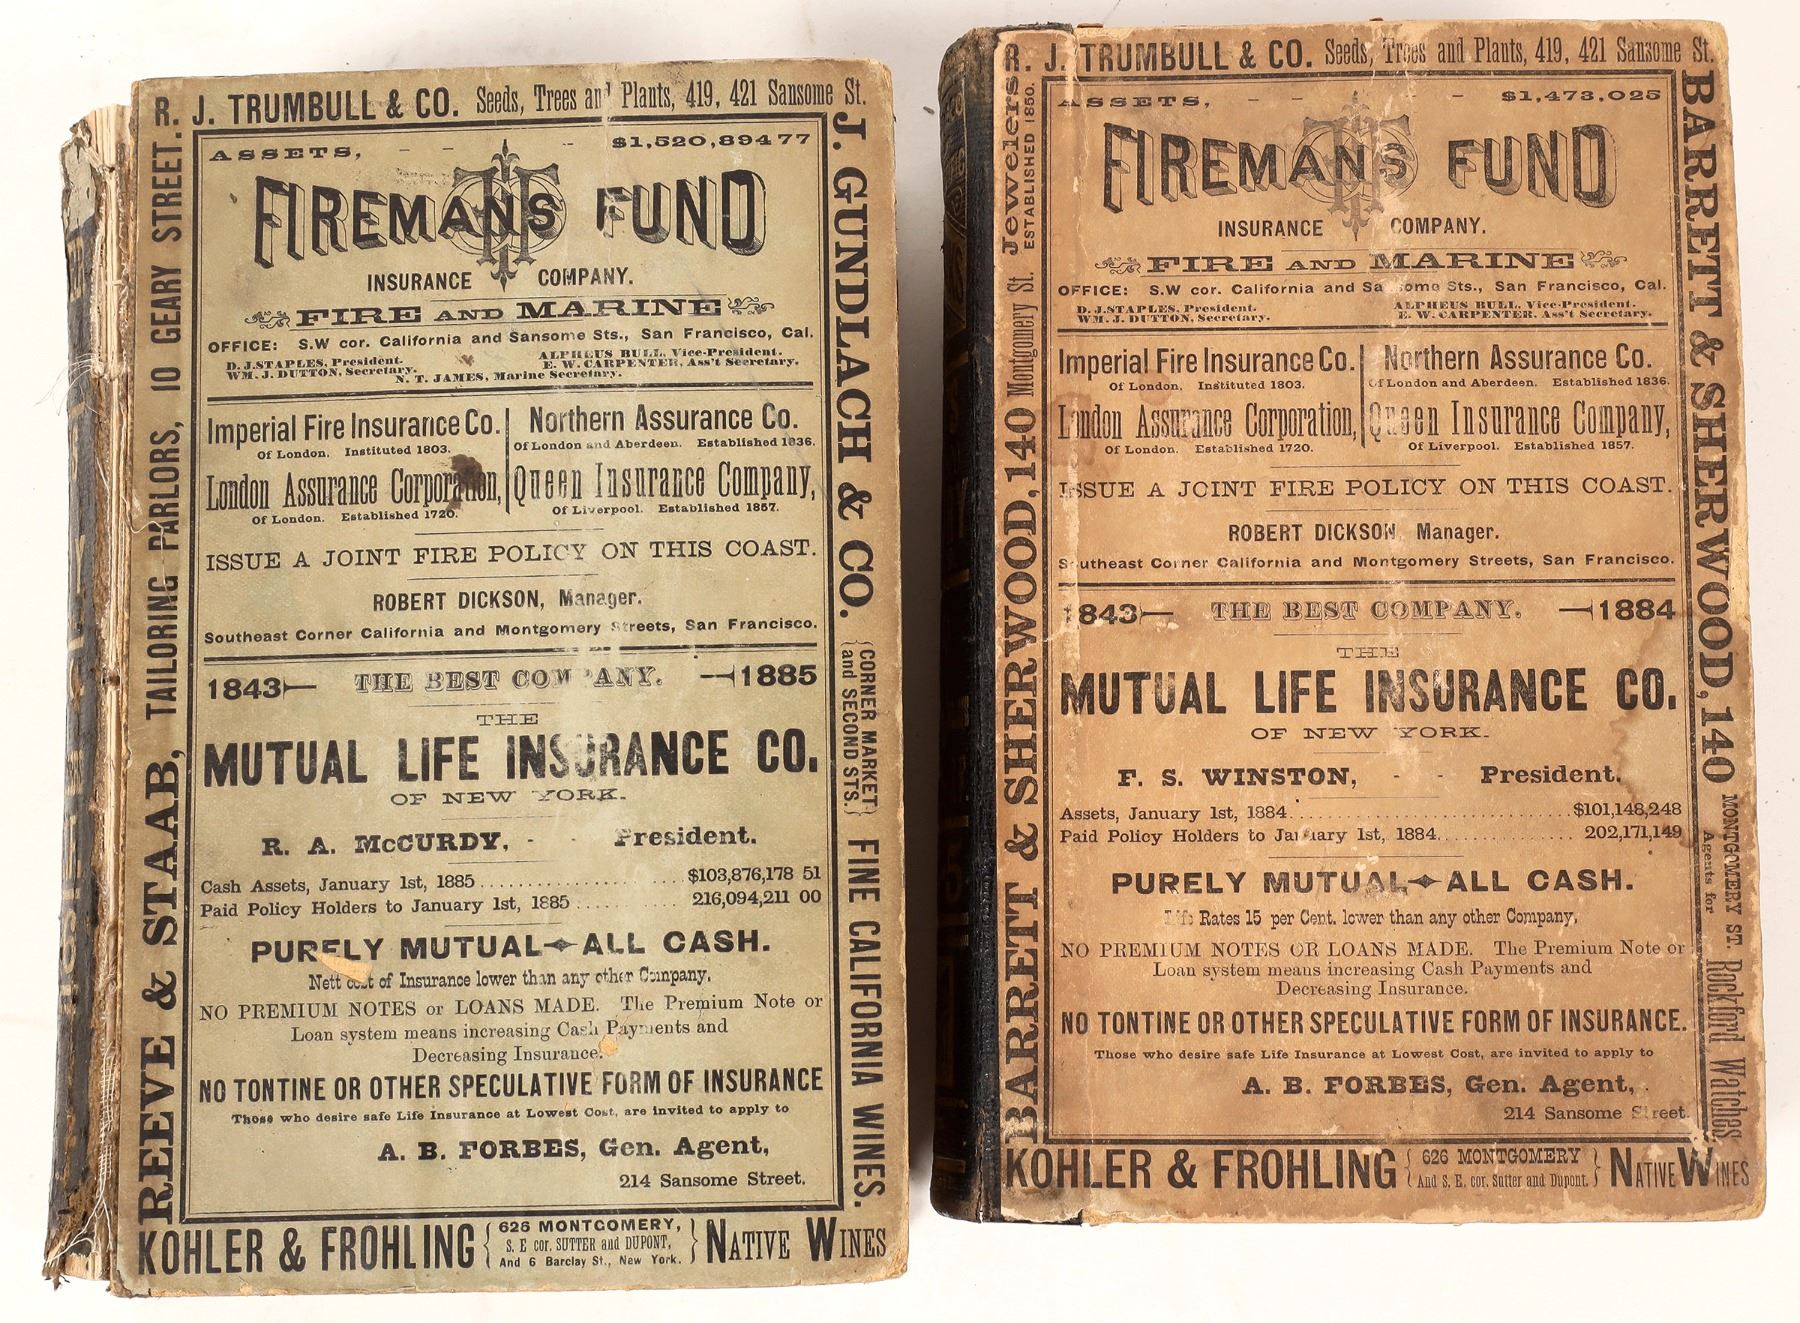 R. J. TRUMBULL & CO. Seeds, Trees and Plants, 419, 421 Sansome St.
REEVE & STAAB, TAILORING PARLORS, 10 GEARY STREET.
J. GUNDLACH & CO. {CORNER MARKET and SECOND STS.} FINE CALIFORNIA WINES.
ASSETS, - - - $1,520,894 77
FIREMANS FUND
INSURANCE COMPANY.
FIRE AND MARINE
OFFICE: S.W cor. California and Sansome Sts., San Francisco, Cal.
D. J. STAPLES, President. ALPHEUS BULL, Vice-President.
WM. J. DUTTON, Secretary. E. W. CARPENTER, Ass't Secretary.
N. T. JAMES, Marine Secretary.
Imperial Fire Insurance Co. Northern Assurance Co.
Of London. Instituted 1803. Of London and Aberdeen. Established 1836.
London Assurance Corporation, Queen Insurance Company,
Of London. Established 1720. Of Liverpool. Established 1857.
ISSUE A JOINT FIRE POLICY ON THIS COAST.
ROBERT DICKSON, Manager.
Southeast Corner California and Montgomery Streets, San Francisco.
1843— THE BEST COMPANY. —1885
THE
MUTUAL LIFE INSURANCE CO.
OF NEW YORK.
R. A. McCURDY, - - President.
Cash Assets, January 1st, 1885 .................... $103,876,178 51
Paid Policy Holders to January 1st, 1885 ........... 216,094,211 00
PURELY MUTUAL—ALL CASH.
Nett cost of Insurance lower than any other Company.
NO PREMIUM NOTES or LOANS MADE. The Premium Note or
Loan system means increasing Cash Payments and
Decreasing Insurance.
NO TONTINE OR OTHER SPECULATIVE FORM OF INSURANCE
Those who desire safe Life Insurance at Lowest Cost, are invited to apply to
A. B. FORBES, Gen. Agent,
214 Sansome Street.
KOHLER & FROHLING {626 MONTGOMERY, S. E cor. SUTTER and DUPONT, And 6 Barclay St., New York.} NATIVE WINES
R. J. TRUMBULL & CO. Seeds, Trees and Plants, 419, 421 Sansome St.
BARRETT & SHERWOOD, 140 Montgomery St. Jewelers ESTABLISHED 1850.
BARRETT & SHERWOOD, 140 MONTGOMERY ST. Agents for Rockford Watches
ASSETS, - - - - $1,473,025
FIREMANS FUND
INSURANCE COMPANY.
FIRE AND MARINE
OFFICE: S.W cor. California and Sansome Sts., San Francisco, Cal.
D. J. STAPLES, President. ALPHEUS BULL, Vice-President.
WM. J. DUTTON, Secretary. E. W. CARPENTER, Ass't Secretary.
Imperial Fire Insurance Co. Northern Assurance Co.
Of London. Instituted 1803. Of London and Aberdeen. Established 1836.
London Assurance Corporation, Queen Insurance Company,
Of London. Established 1720. Of Liverpool. Established 1857.
ISSUE A JOINT FIRE POLICY ON THIS COAST.
ROBERT DICKSON, Manager.
Southeast Corner California and Montgomery Streets, San Francisco.
1843— THE BEST COMPANY. —1884
THE
MUTUAL LIFE INSURANCE CO.
OF NEW YORK.
F. S. WINSTON, - - President.
Assets, January 1st, 1884 .............................. $101,148,248
Paid Policy Holders to January 1st, 1884 ................ 202,171,149
PURELY MUTUAL—ALL CASH.
Life Rates 15 per Cent. lower than any other Company.
NO PREMIUM NOTES OR LOANS MADE. The Premium Note or
Loan system means increasing Cash Payments and
Decreasing Insurance.
NO TONTINE OR OTHER SPECULATIVE FORM OF INSURANCE.
Those who desire safe Life Insurance at Lowest Cost, are invited to apply to
A. B. FORBES, Gen. Agent,
214 Sansome Street.
KOHLER & FROHLING {626 MONTGOMERY And S. E. cor. Sutter and Dupont.} NATIVE WINES